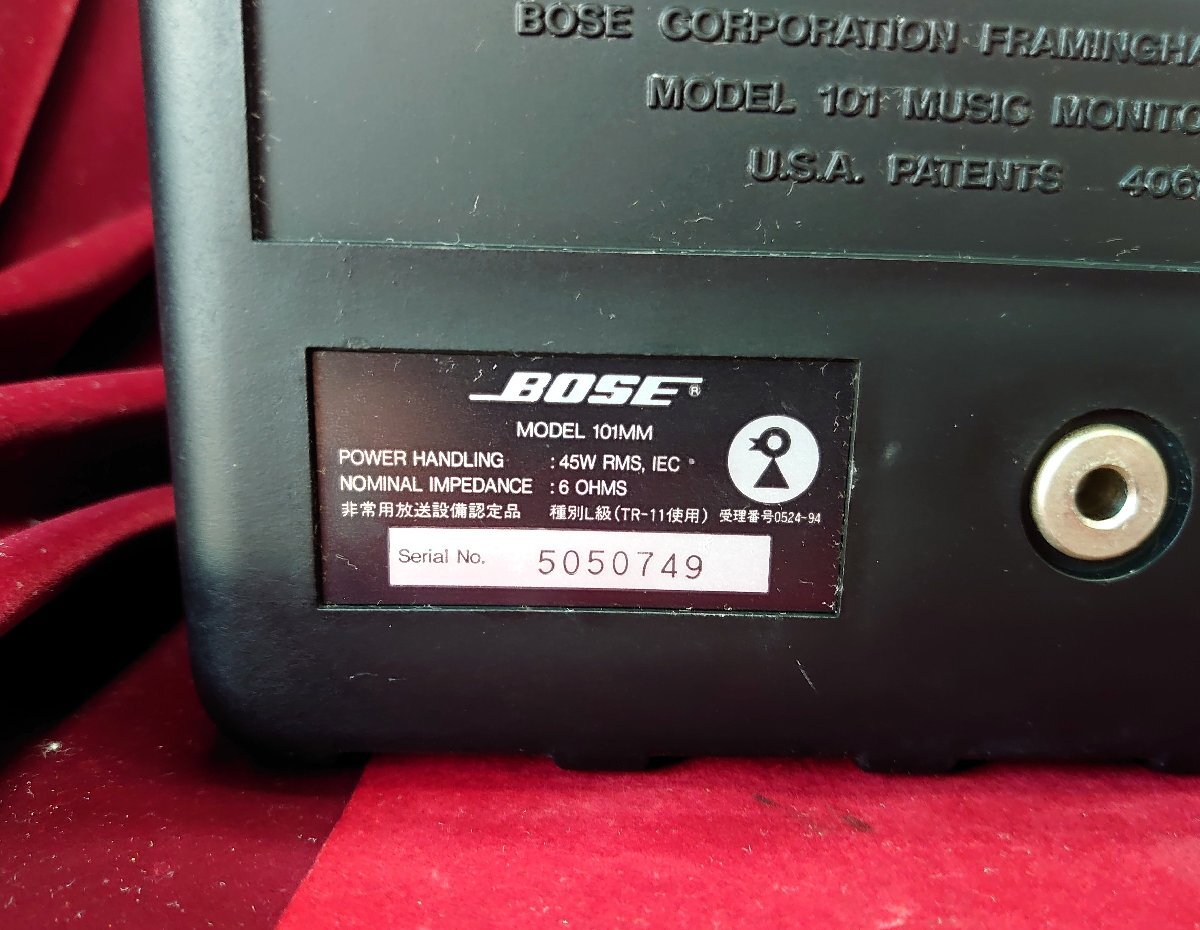 BOSE CORPORATION FRAMINGHA
MODEL 101 MUSIC MONITO
U.S.A. PATENTS 406
BOSE®
MODEL 101MM
POWER HANDLING : 45W RMS, IEC
NOMINAL IMPEDANCE : 6 OHMS
非常用放送設備認定品 種別L級(TR-11使用) 受理番号0524-94
Serial No. 5050749